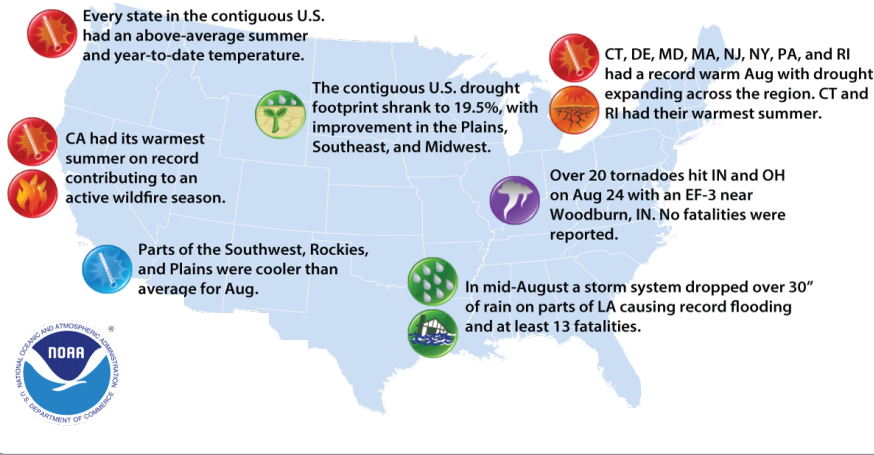 Every state in the contiguous U.S.
had an above-average summer
and year-to-date temperature.
CT, DE, MD, MA, NJ, NY, PA, and RI
had a record warm Aug with drought
expanding across the region. CT and
RI had their warmest summer.
The contiguous U.S. drought
footprint shrank to 19.5%, with
improvement in the Plains,
Southeast, and Midwest.
CA had its warmest
summer on record
contributing to an
active wildfire season.
Over 20 tornadoes hit IN and OH
on Aug 24 with an EF-3 near
Woodburn, IN. No fatalities were
reported.
Parts of the Southwest, Rockies,
and Plains were cooler than
average for Aug.
In mid-August a storm system dropped over 30”
of rain on parts of LA causing record flooding
and at least 13 fatalities.
NATIONAL OCEANIC AND ATMOSPHERIC ADMINISTRATION
®
NOAA
U.S. DEPARTMENT OF COMMERCE